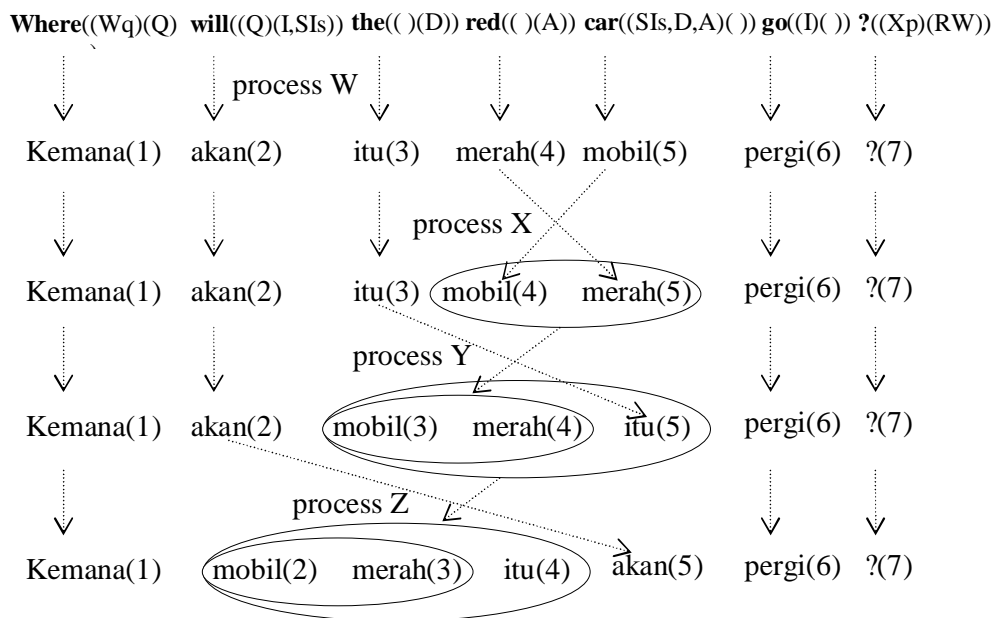 Where((Wq)(Q) will((Q)(I,SIs)) the(( )(D)) red(( )(A)) car((SIs,D,A)( )) go((I)( )) ?((Xp)(RW))
)
process W
Kemana(1) akan(2) itu(3) merah(4) mobil(5) pergi(6) ?(7)
process X
Kemana(1) akan(2) itu(3) mobil(4) merah(5) pergi(6) ?(7)
process Y
Kemana(1) akan(2) mobil(3) merah(4) itu(5) pergi(6) ?(7)
process Z
Kemana(1) mobil(2) merah(3) itu(4) akan(5) pergi(6) ?(7)